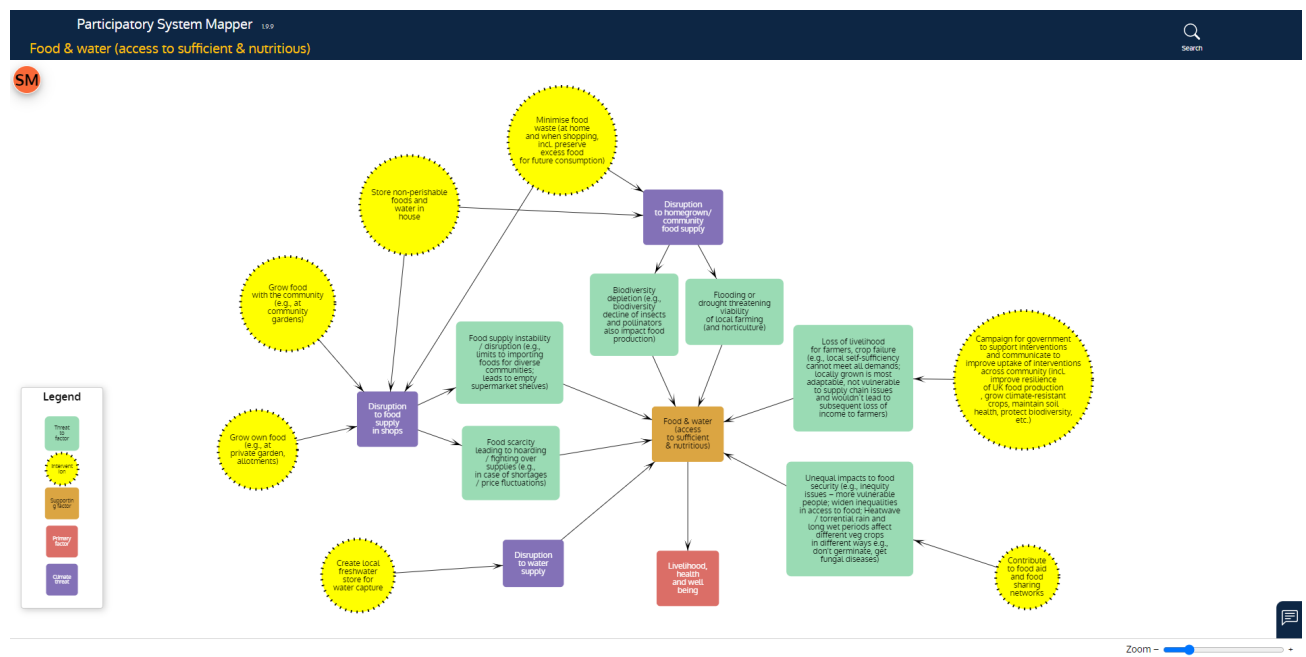 Participatory System Mapper 1.9.9
Food & water (access to sufficient & nutritious)
Search
SM
Minimise food
waste (at home
and when shopping,
incl. preserve
excess food
for future consumption)
Store non-perishable
foods and
water in
house
Disruption
to homegrown/
community
food supply
Grow food
with the community
(e.g., at
community
gardens)
Biodiversity
depletion (e.g.,
biodiversity
decline of insects
and pollinators
also impact food
production)
Flooding or
drought threatening
viability
of local farming
(and horticulture)
Food supply instability
/ disruption (e.g.,
limits to importing
foods for diverse
communities;
leads to empty
supermarket shelves)
Loss of livelihood
for farmers, crop failure
(e.g., local self-sufficiency
cannot meet all demands;
locally grown is most
adaptable, not vulnerable
to supply chain issues
and wouldn't lead to
subsequent loss of
income to farmers)
Campaign for government
to support interventions
and communicate to
improve uptake of interventions
across community (incl.
improve resilience
of UK food production
, grow climate-resistant
crops, maintain soil
health, protect biodiversity,
etc.)
Disruption
to food
supply
in shops
Food & water
(access
to sufficient
& nutritious)
Grow own food
(e.g., at
private garden,
allotments)
Food scarcity
leading to hoarding
/ fighting over
supplies (e.g.,
in case of shortages
/ price fluctuations)
Unequal impacts to food
security (e.g., inequity
issues – more vulnerable
people; widen inequalities
in access to food; Heatwave
/ torrential rain and
long wet periods affect
different veg crops
in different ways e.g.,
don't germinate, get
fungal diseases)
Create local
freshwater
store for
water capture
Disruption
to water
supply
Livelihood,
health
and well
being
Contribute
to food aid
and food
sharing
networks
Legend
Threat
to
factor
Intervent
ion
Supportin
g factor
Primary
factor
Climate
threat
Zoom – +